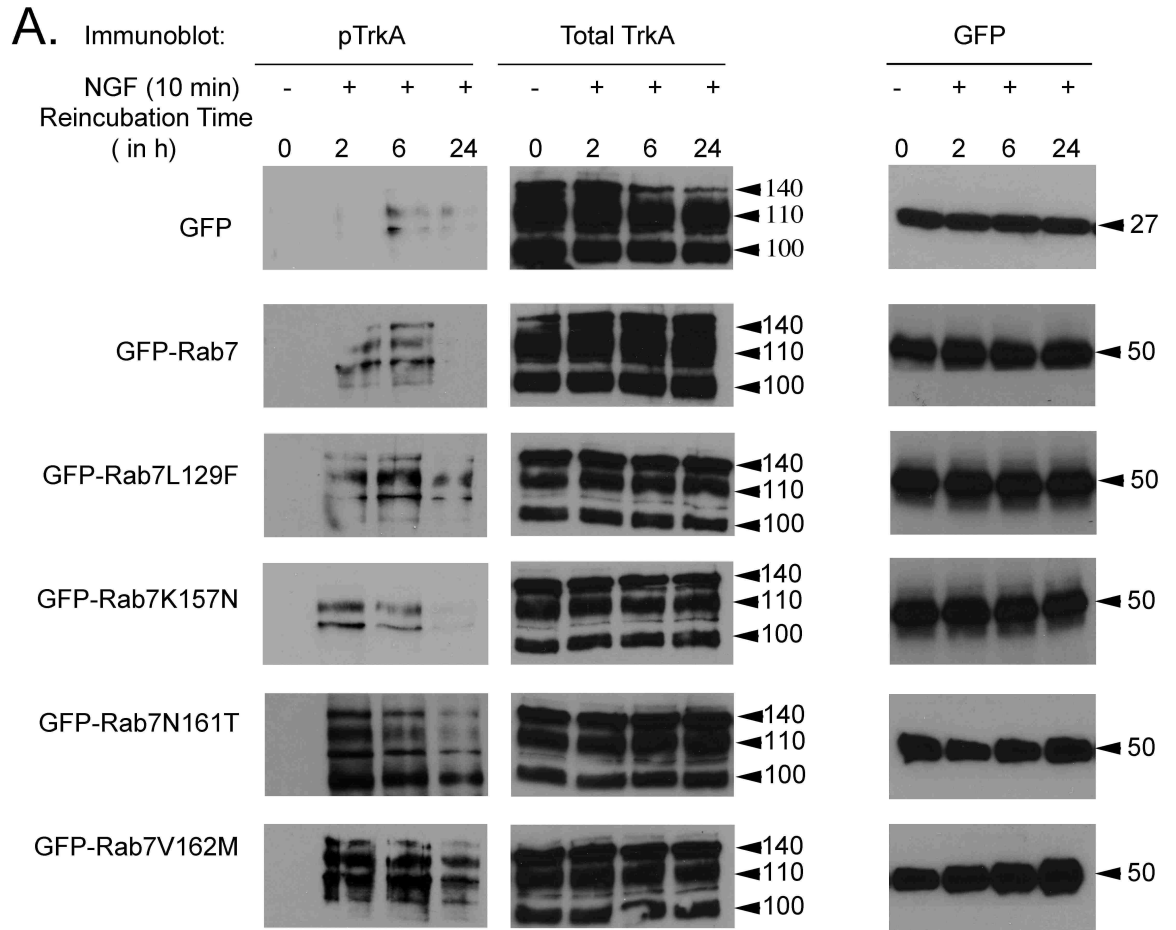 A. Immunoblot: pTrkA Total TrkA GFP
NGF (10 min) - + + + - + + + - + + +
Reincubation Time
( in h) 0 2 6 24 0 2 6 24 0 2 6 24
GFP
140
110
100
27
GFP-Rab7
140
110
100
50
GFP-Rab7L129F
140
110
100
50
GFP-Rab7K157N
140
110
100
50
GFP-Rab7N161T
140
110
100
50
GFP-Rab7V162M
140
110
100
50